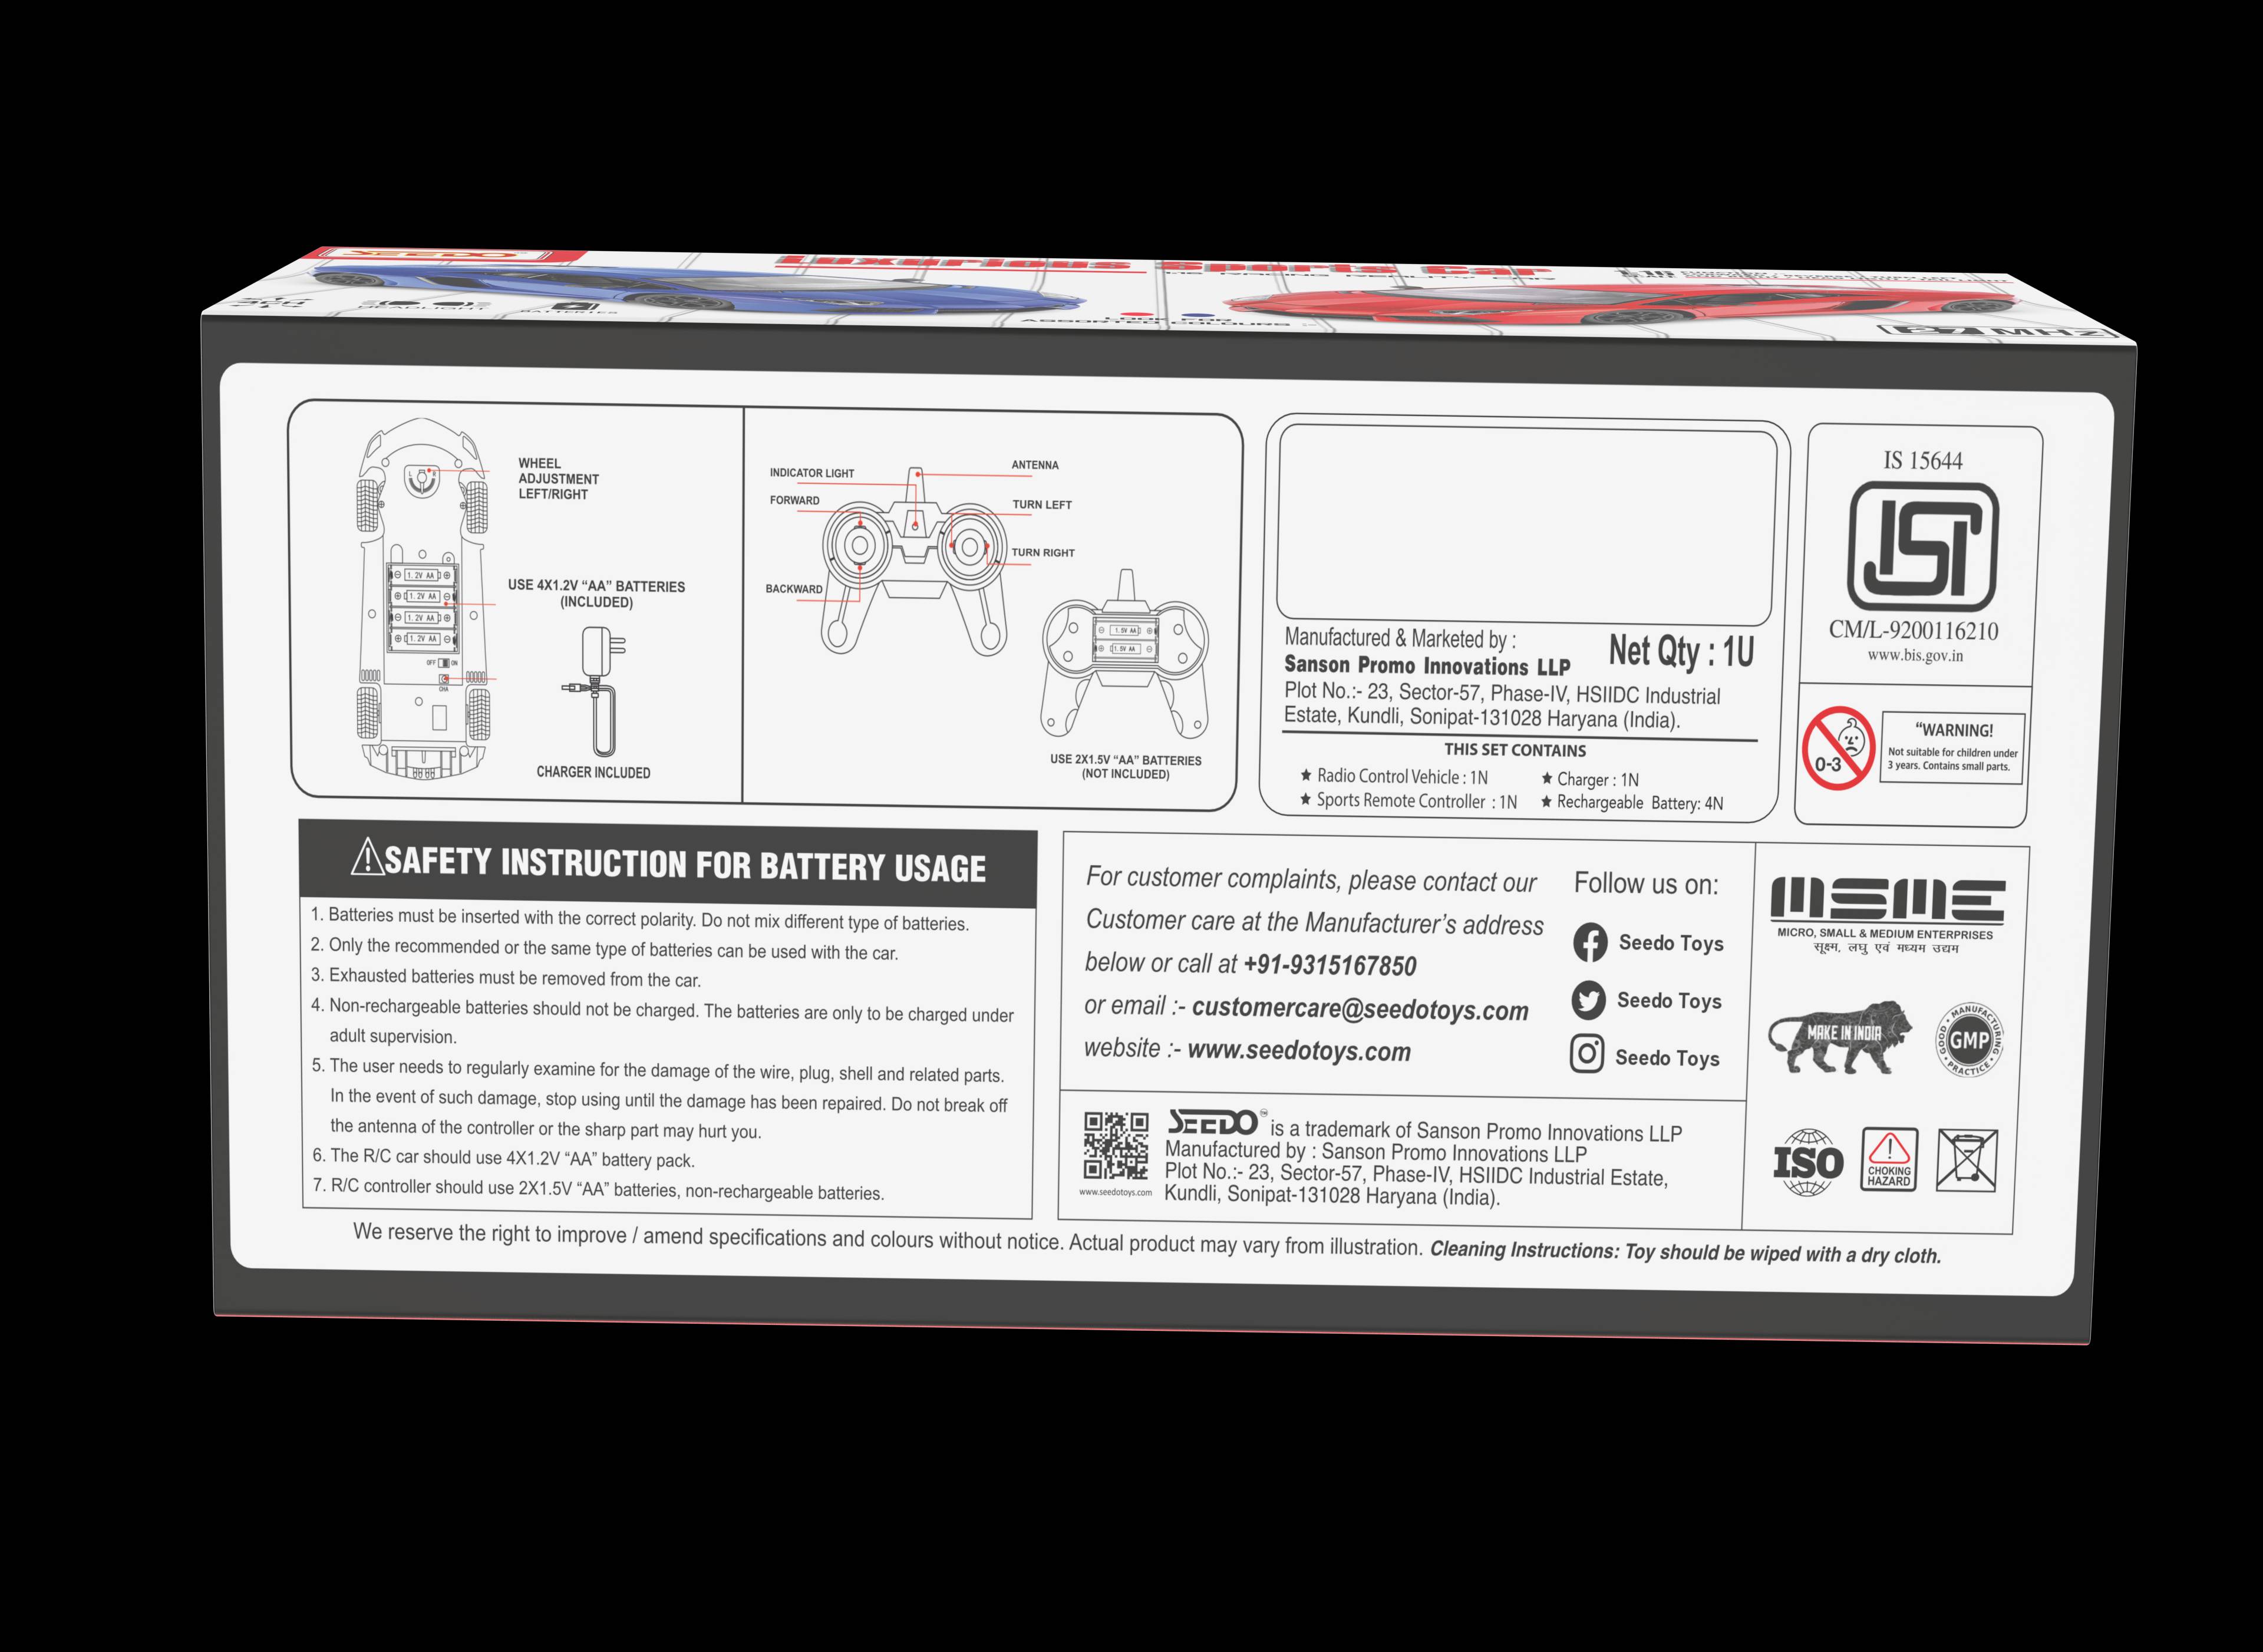 SEEDO
Luxurious Sports Car
HEADLIGHT
BATTERIES
LOOK FOR
ASSORTED COLOURS
27 MHZ
WHEEL
ADJUSTMENT
LEFT/RIGHT
L R
1.2V AA
1.2V AA
1.2V AA
1.2V AA
OFF ON
CHA
USE 4X1.2V “AA” BATTERIES
(INCLUDED)
CHARGER INCLUDED
INDICATOR LIGHT
FORWARD
BACKWARD
ANTENNA
TURN LEFT
TURN RIGHT
1.5V AA
1.5V AA
USE 2X1.5V “AA” BATTERIES
(NOT INCLUDED)
Manufactured & Marketed by :
Sanson Promo Innovations LLP
Net Qty : 1U
Plot No.:- 23, Sector-57, Phase-IV, HSIIDC Industrial
Estate, Kundli, Sonipat-131028 Haryana (India).
THIS SET CONTAINS
★ Radio Control Vehicle : 1N
★ Charger : 1N
★ Sports Remote Controller : 1N
★ Rechargeable Battery: 4N
IS 15644
ISI
CM/L-9200116210
www.bis.gov.in
0-3
“WARNING!
Not suitable for children under
3 years. Contains small parts.
SAFETY INSTRUCTION FOR BATTERY USAGE
1. Batteries must be inserted with the correct polarity. Do not mix different type of batteries.
2. Only the recommended or the same type of batteries can be used with the car.
3. Exhausted batteries must be removed from the car.
4. Non-rechargeable batteries should not be charged. The batteries are only to be charged under
adult supervision.
5. The user needs to regularly examine for the damage of the wire, plug, shell and related parts.
In the event of such damage, stop using until the damage has been repaired. Do not break off
the antenna of the controller or the sharp part may hurt you.
6. The R/C car should use 4X1.2V “AA” battery pack.
7. R/C controller should use 2X1.5V “AA” batteries, non-rechargeable batteries.
For customer complaints, please contact our
Customer care at the Manufacturer’s address
below or call at +91-9315167850
or email :- customercare@seedotoys.com
website :- www.seedotoys.com
Follow us on:
Seedo Toys
Seedo Toys
Seedo Toys
MSME
MICRO, SMALL & MEDIUM ENTERPRISES
सूक्ष्म, लघु एवं मध्यम उद्यम
MAKE IN INDIA
GOOD MANUFACTURING PRACTICE
GMP
ISO
CHOKING
HAZARD
www.seedotoys.com
SEEDO™ is a trademark of Sanson Promo Innovations LLP
Manufactured by : Sanson Promo Innovations LLP
Plot No.:- 23, Sector-57, Phase-IV, HSIIDC Industrial Estate,
Kundli, Sonipat-131028 Haryana (India).
We reserve the right to improve / amend specifications and colours without notice. Actual product may vary from illustration. Cleaning Instructions: Toy should be wiped with a dry cloth.